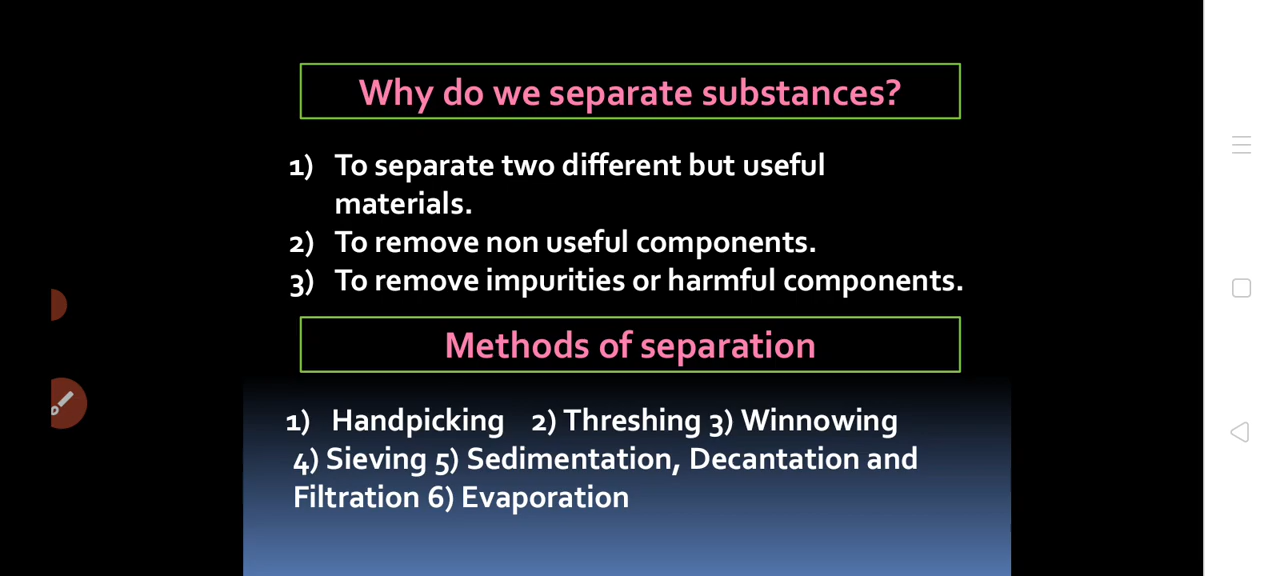 Why do we separate substances?
1) To separate two different but useful
materials.
2) To remove non useful components.
3) To remove impurities or harmful components.
Methods of separation
1) Handpicking 2) Threshing 3) Winnowing
4) Sieving 5) Sedimentation, Decantation and
Filtration 6) Evaporation